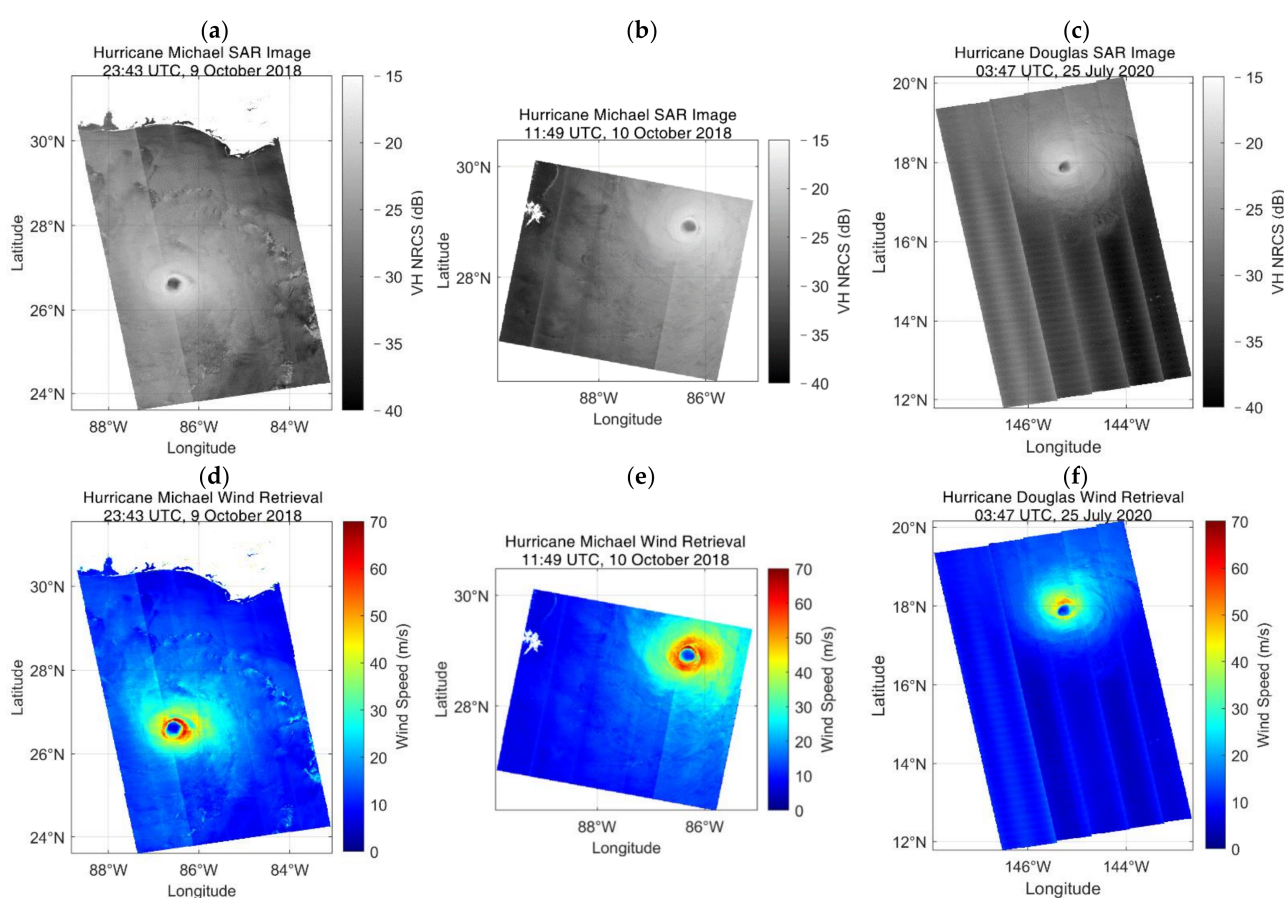 (a)
Hurricane Michael SAR Image
23:43 UTC, 9 October 2018
30°N
28°N
26°N
24°N
Latitude
88°W 86°W 84°W
Longitude
− 15
− 20
− 25
− 30
− 35
− 40
VH NRCS (dB)
(b)
Hurricane Michael SAR Image
11:49 UTC, 10 October 2018
30°N
28°N
Latitude
88°W 86°W
Longitude
− 15
− 20
− 25
− 30
− 35
− 40
VH NRCS (dB)
(c)
Hurricane Douglas SAR Image
03:47 UTC, 25 July 2020
20°N
18°N
16°N
14°N
12°N
Latitude
146°W 144°W
Longitude
− 15
− 20
− 25
− 30
− 35
− 40
VH NRCS (dB)
(d)
Hurricane Michael Wind Retrieval
23:43 UTC, 9 October 2018
30°N
28°N
26°N
24°N
Latitude
88°W 86°W 84°W
Longitude
70
60
50
40
30
20
10
0
Wind Speed (m/s)
(e)
Hurricane Michael Wind Retrieval
11:49 UTC, 10 October 2018
30°N
28°N
Latitude
88°W 86°W
Longitude
70
60
50
40
30
20
10
0
Wind Speed (m/s)
(f)
Hurricane Douglas Wind Retrieval
03:47 UTC, 25 July 2020
20°N
18°N
16°N
14°N
12°N
Latitude
146°W 144°W
Longitude
70
60
50
40
30
20
10
0
Wind Speed (m/s)